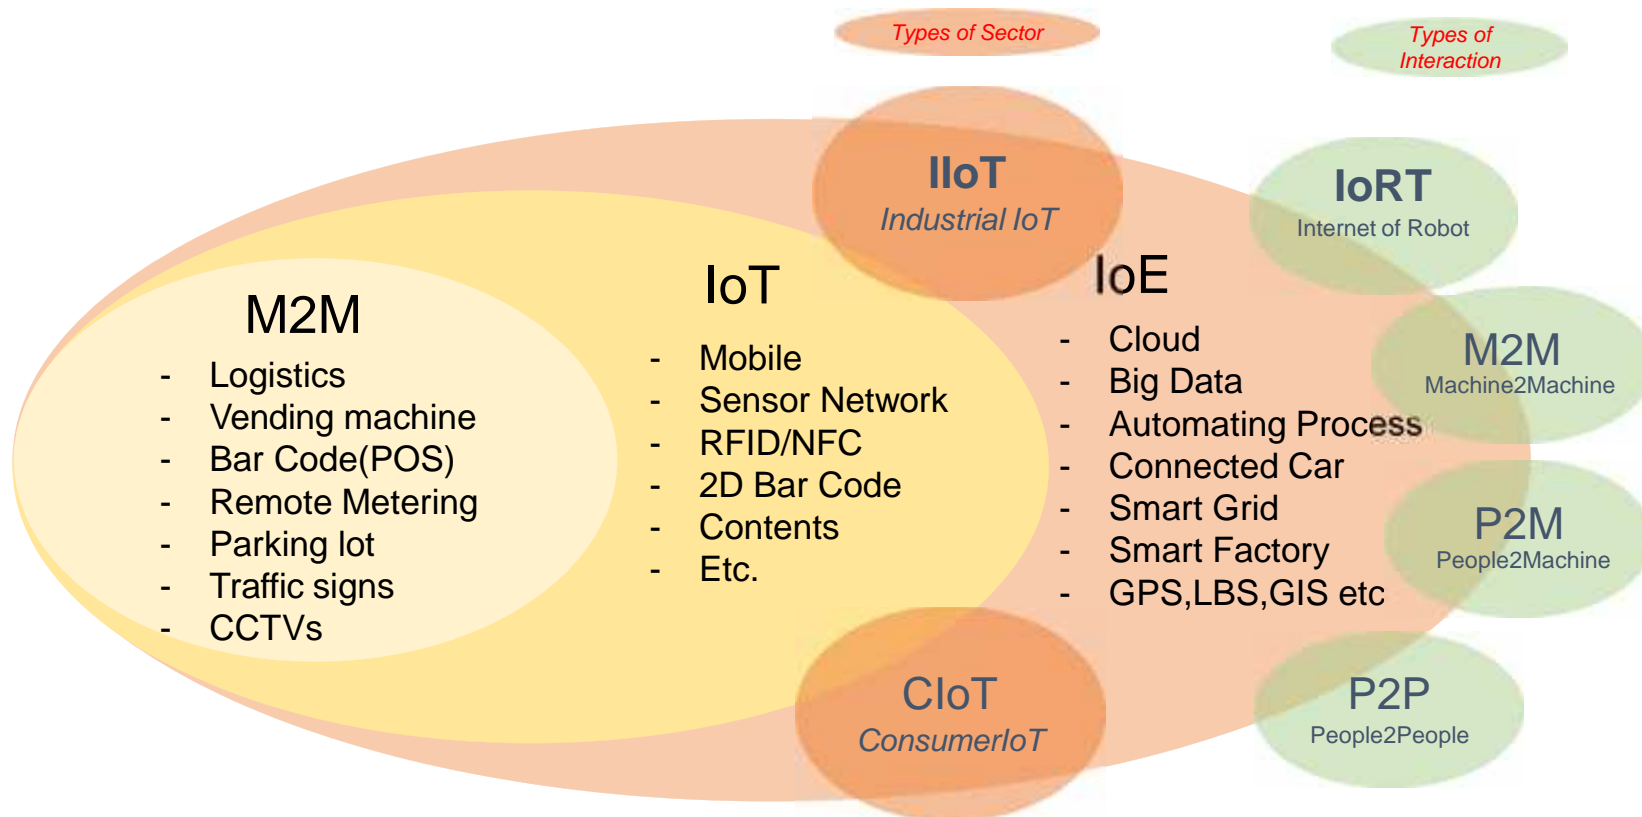 Types of Sector
Types of
Interaction
IIoT
Industrial IoT
IoRT
Internet of Robot
M2M
- Logistics
- Vending machine
- Bar Code(POS)
- Remote Metering
- Parking lot
- Traffic signs
- CCTVs
IoT
- Mobile
- Sensor Network
- RFID/NFC
- 2D Bar Code
- Contents
- Etc.
IoE
- Cloud
- Big Data
- Automating Process
- Connected Car
- Smart Grid
- Smart Factory
- GPS,LBS,GIS etc
M2M
Machine2Machine
P2M
People2Machine
CIoT
ConsumerIoT
P2P
People2People